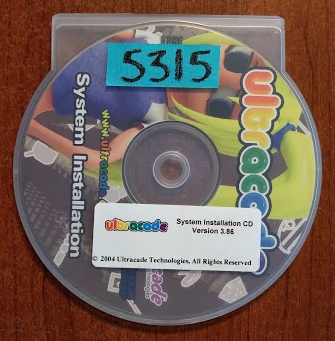 5315
ultracade
System Installation
www.ultracade
ultracade
System Installation CD
Version 3.86
© 2004 Ultracade Technologies, All Rights Reserved